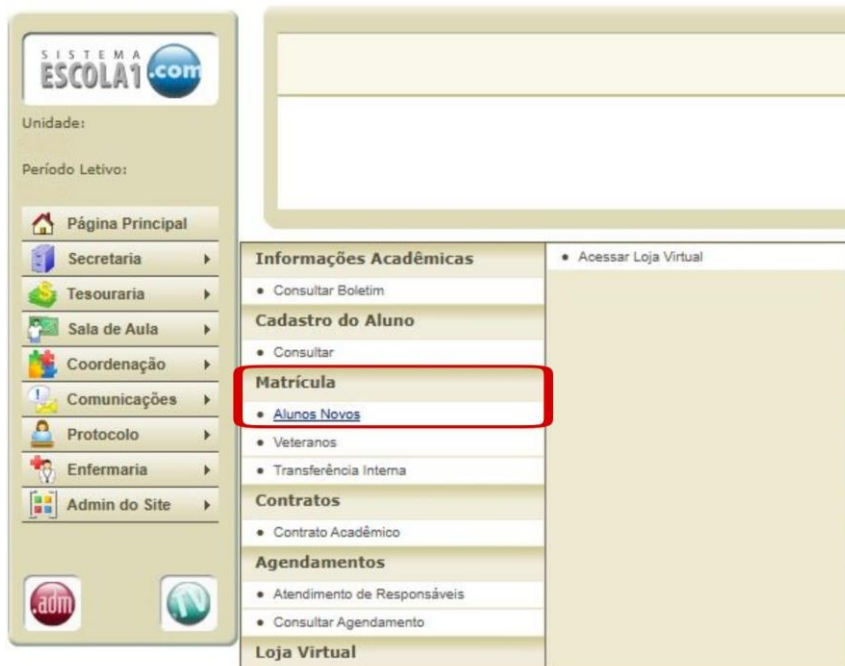 SISTEMA
ESCOLA1.com
Unidade:
Período Letivo:
Página Principal
Secretaria
Tesouraria
Sala de Aula
Coordenação
Comunicações
Protocolo
Enfermaria
Admin do Site
.adm
.TV
Informações Acadêmicas
Consultar Boletim
Cadastro do Aluno
Consultar
Matrícula
Alunos Novos
Veteranos
Transferência Interna
Contratos
Contrato Acadêmico
Agendamentos
Atendimento de Responsáveis
Consultar Agendamento
Loja Virtual
Acessar Loja Virtual